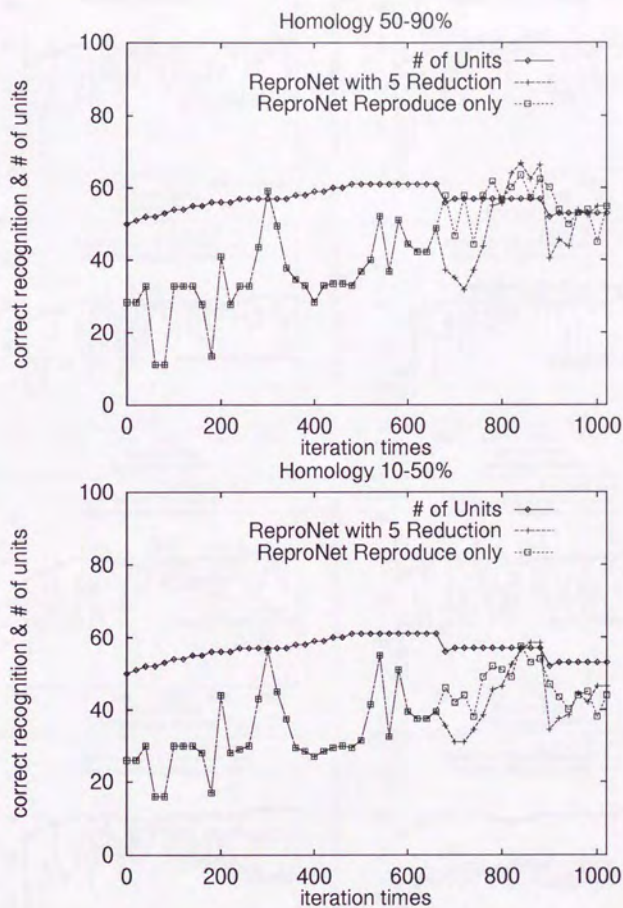 Homology 50-90%
100
80
60
40
20
0
correct recognition & # of units
# of Units
ReproNet with 5 Reduction
ReproNet Reproduce only
0 200 400 600 800 1000
iteration times
Homology 10-50%
100
80
60
40
20
0
correct recognition & # of units
# of Units
ReproNet with 5 Reduction
ReproNet Reproduce only
0 200 400 600 800 1000
iteration times